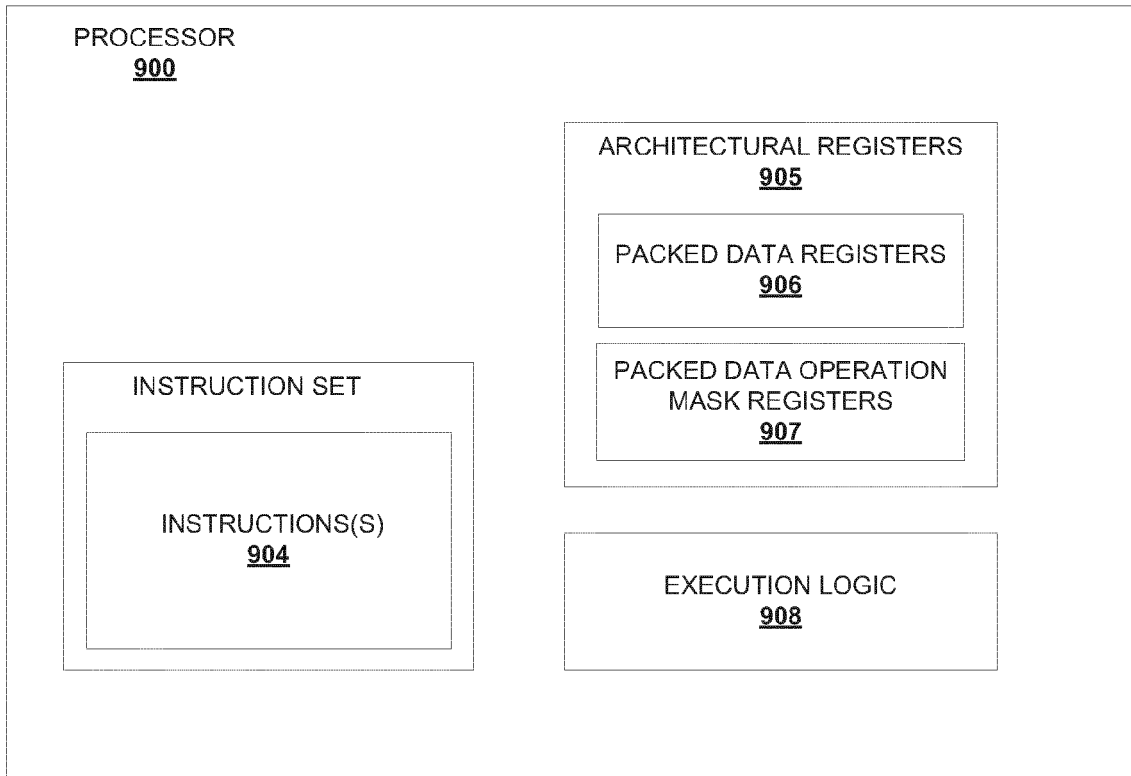 PROCESSOR
900
ARCHITECTURAL REGISTERS
905
PACKED DATA REGISTERS
906
PACKED DATA OPERATION
MASK REGISTERS
907
INSTRUCTION SET
INSTRUCTIONS(S)
904
EXECUTION LOGIC
908